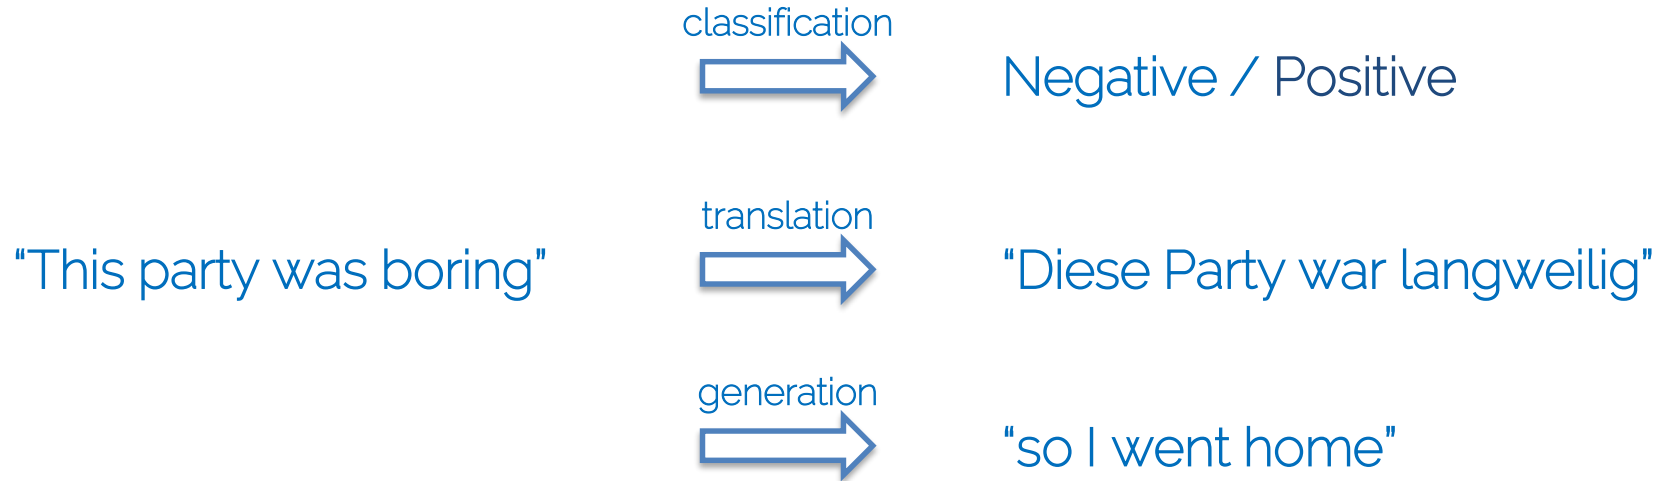 classification
Negative / Positive
translation
“This party was boring”
“Diese Party war langweilig”
generation
“so I went home”